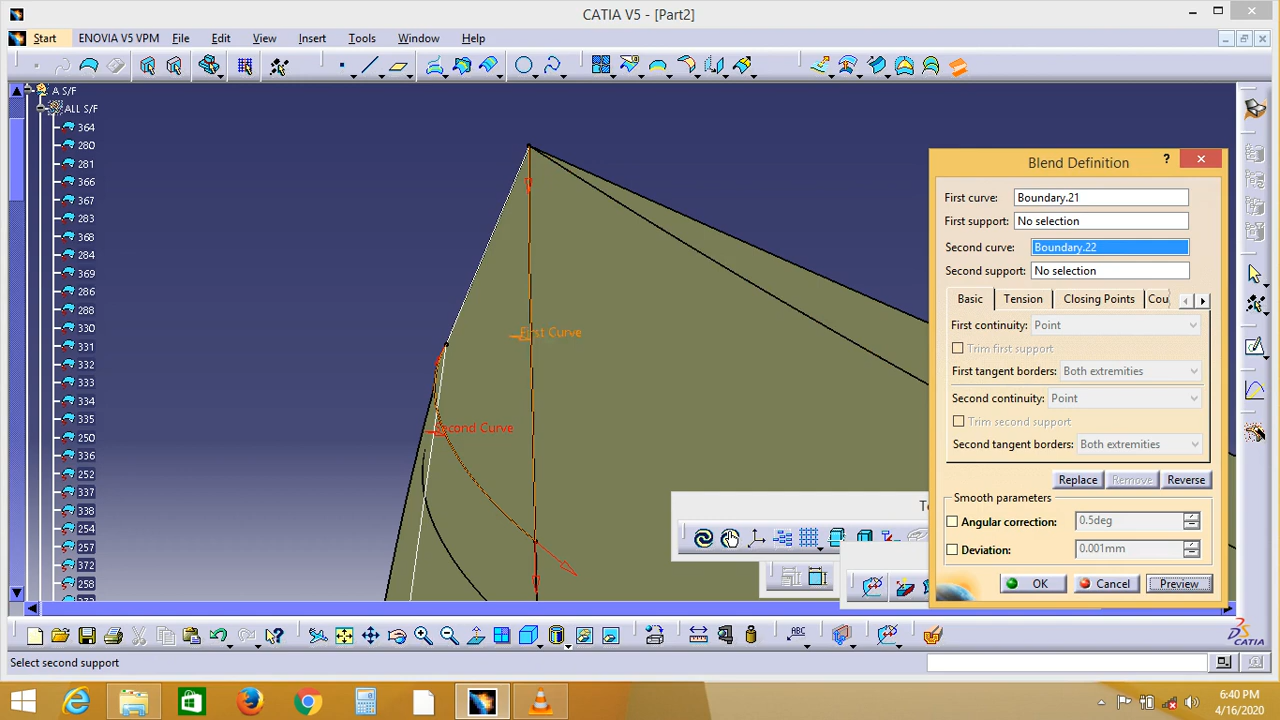 CATIA V5 - [Part2]
Start ENOVIA V5 VPM File Edit View Insert Tools Window Help
A S/F
ALL S/F
364
280
281
366
367
283
368
284
369
286
288
330
331
332
333
334
335
250
336
252
337
338
254
257
372
258
First Curve
Second Curve
Blend Definition
First curve: Boundary.21
First support: No selection
Second curve: Boundary.22
Second support: No selection
Basic Tension Closing Points Cou
First continuity: Point
Trim first support
First tangent borders: Both extremities
Second continuity: Point
Trim second support
Second tangent borders: Both extremities
Replace Remove Reverse
Smooth parameters
Angular correction: 0.5deg
Deviation: 0.001mm
OK Cancel Preview
ABC
CATIA
Select second support
6:40 PM
4/16/2020